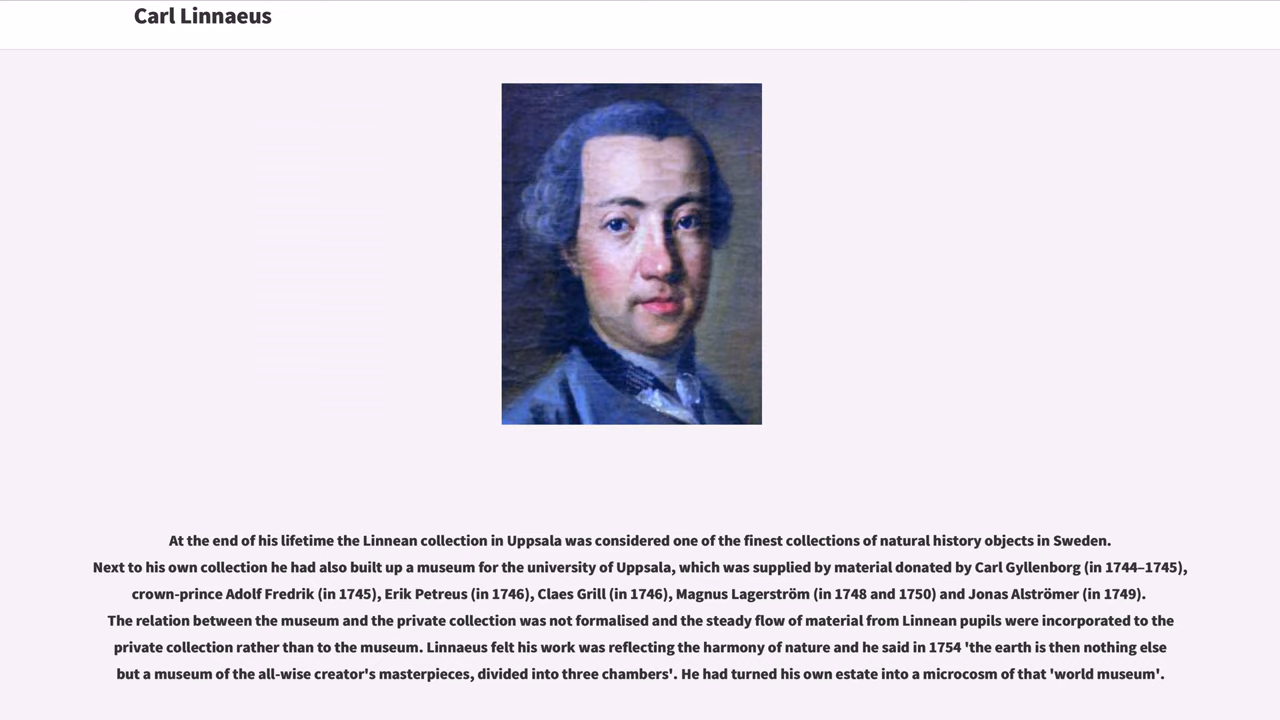 Carl Linnaeus
At the end of his lifetime the Linnean collection in Uppsala was considered one of the finest collections of natural history objects in Sweden.
Next to his own collection he had also built up a museum for the university of Uppsala, which was supplied by material donated by Carl Gyllenborg (in 1744–1745),
crown-prince Adolf Fredrik (in 1745), Erik Petreus (in 1746), Claes Grill (in 1746), Magnus Lagerström (in 1748 and 1750) and Jonas Alströmer (in 1749).
The relation between the museum and the private collection was not formalised and the steady flow of material from Linnean pupils were incorporated to the
private collection rather than to the museum. Linnaeus felt his work was reflecting the harmony of nature and he said in 1754 'the earth is then nothing else
but a museum of the all-wise creator's masterpieces, divided into three chambers'. He had turned his own estate into a microcosm of that 'world museum'.